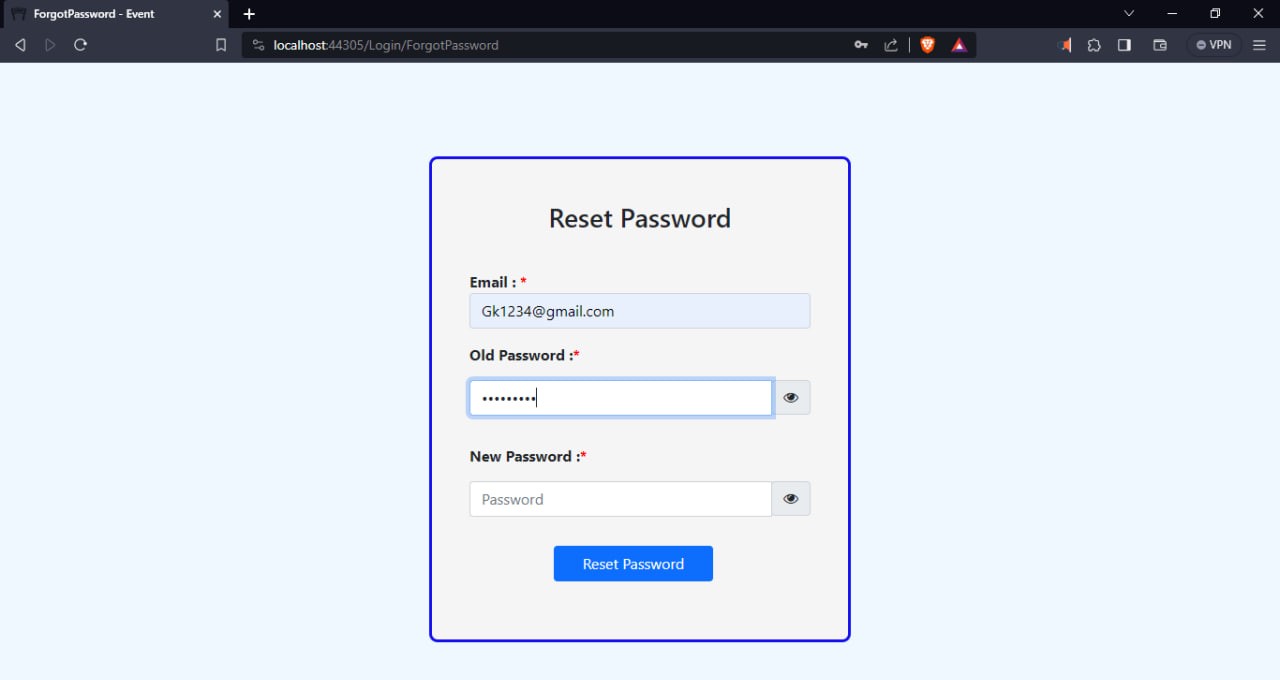 ForgotPassword - Event
localhost:44305/Login/ForgotPassword
VPN
Reset Password
Email : *
Gk1234@gmail.com
Old Password :*
•••••••••
New Password :*
Password
Reset Password